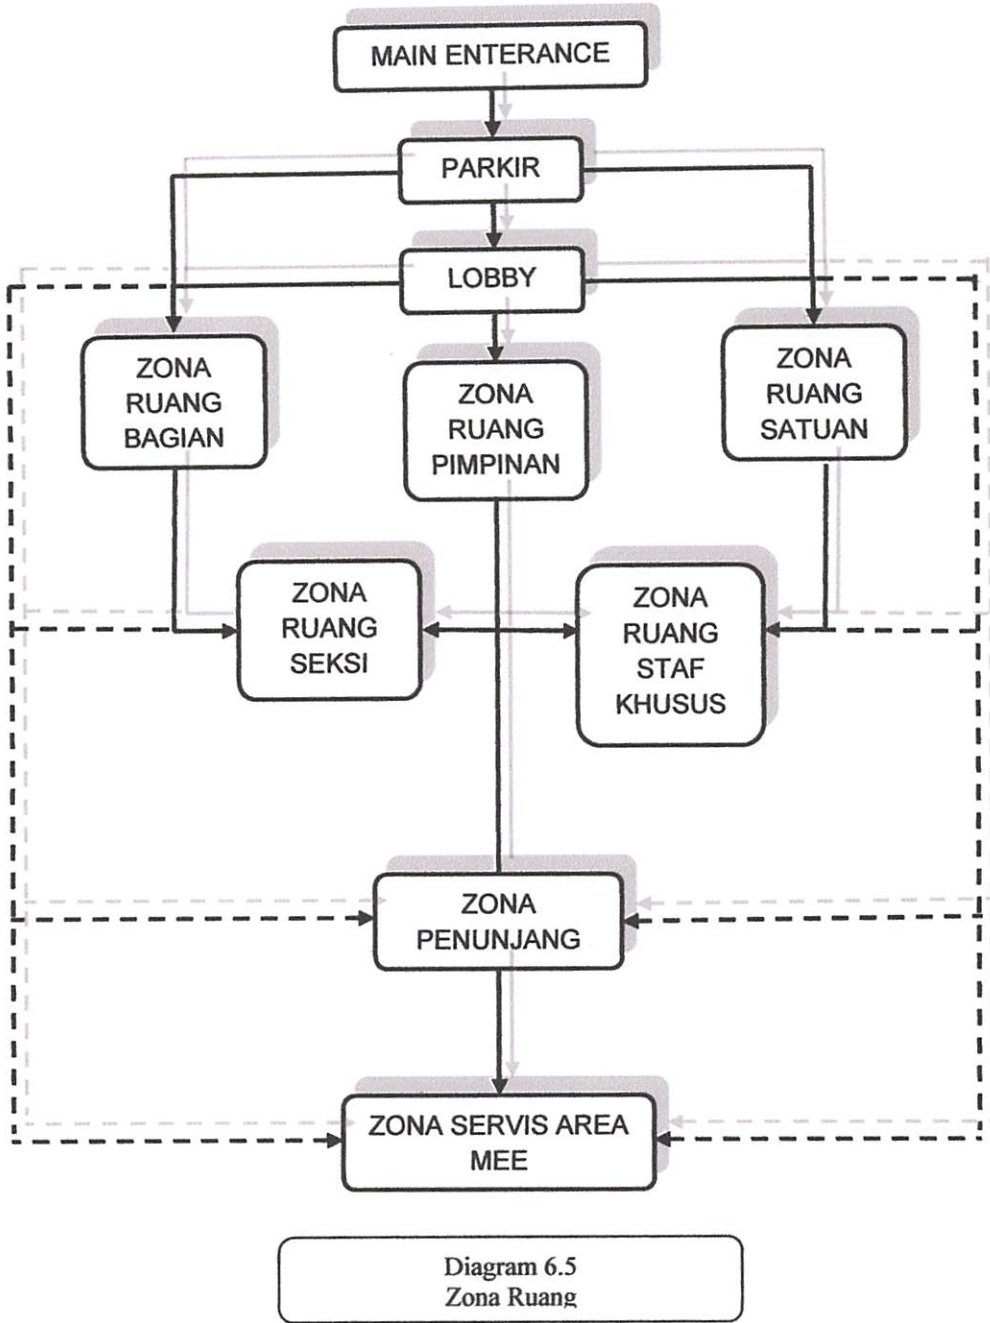 MAIN ENTERANCE
PARKIR
LOBBY
ZONA
RUANG
BAGIAN
ZONA
RUANG
PIMPINAN
ZONA
RUANG
SATUAN
ZONA
RUANG
SEKSI
ZONA
RUANG
STAF
KHUSUS
ZONA
PENUNJANG
ZONA SERVIS AREA
MEE
Diagram 6.5
Zona Ruang